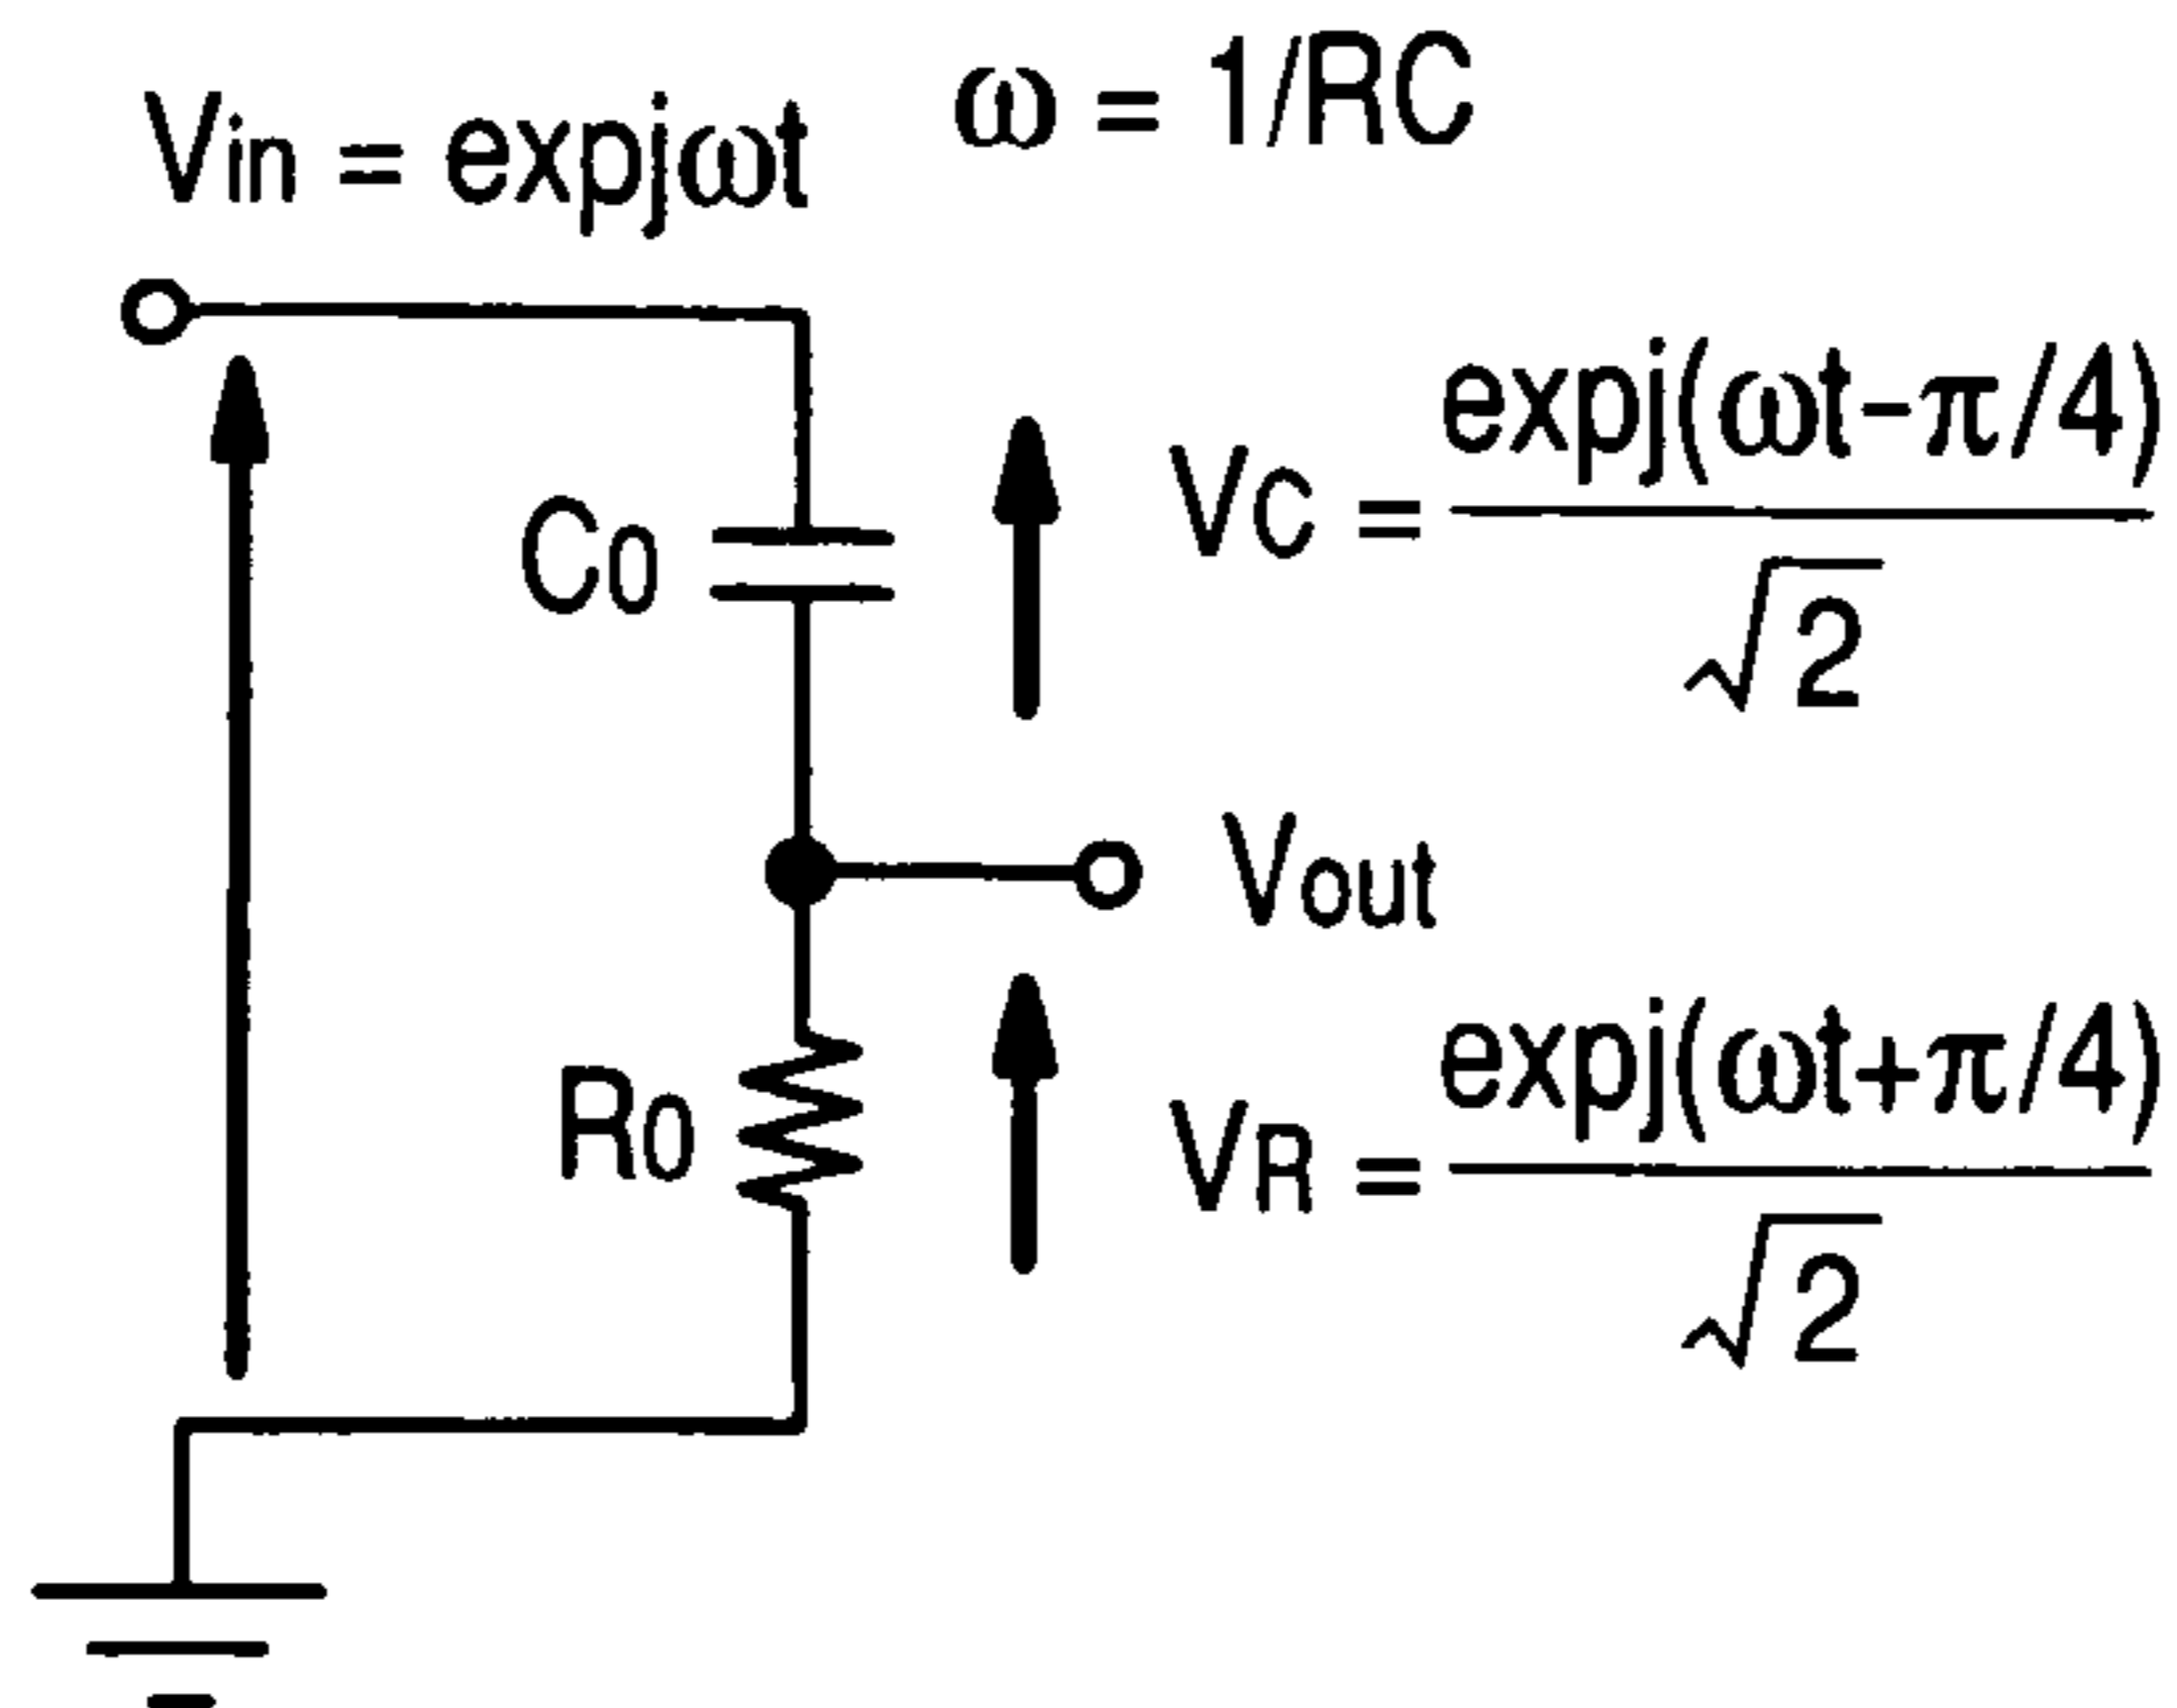 Vin = expjωt
ω = 1/RC
C0
VC = expj(ωt-π/4)
√2
Vout
R0
VR = expj(ωt+π/4)
√2